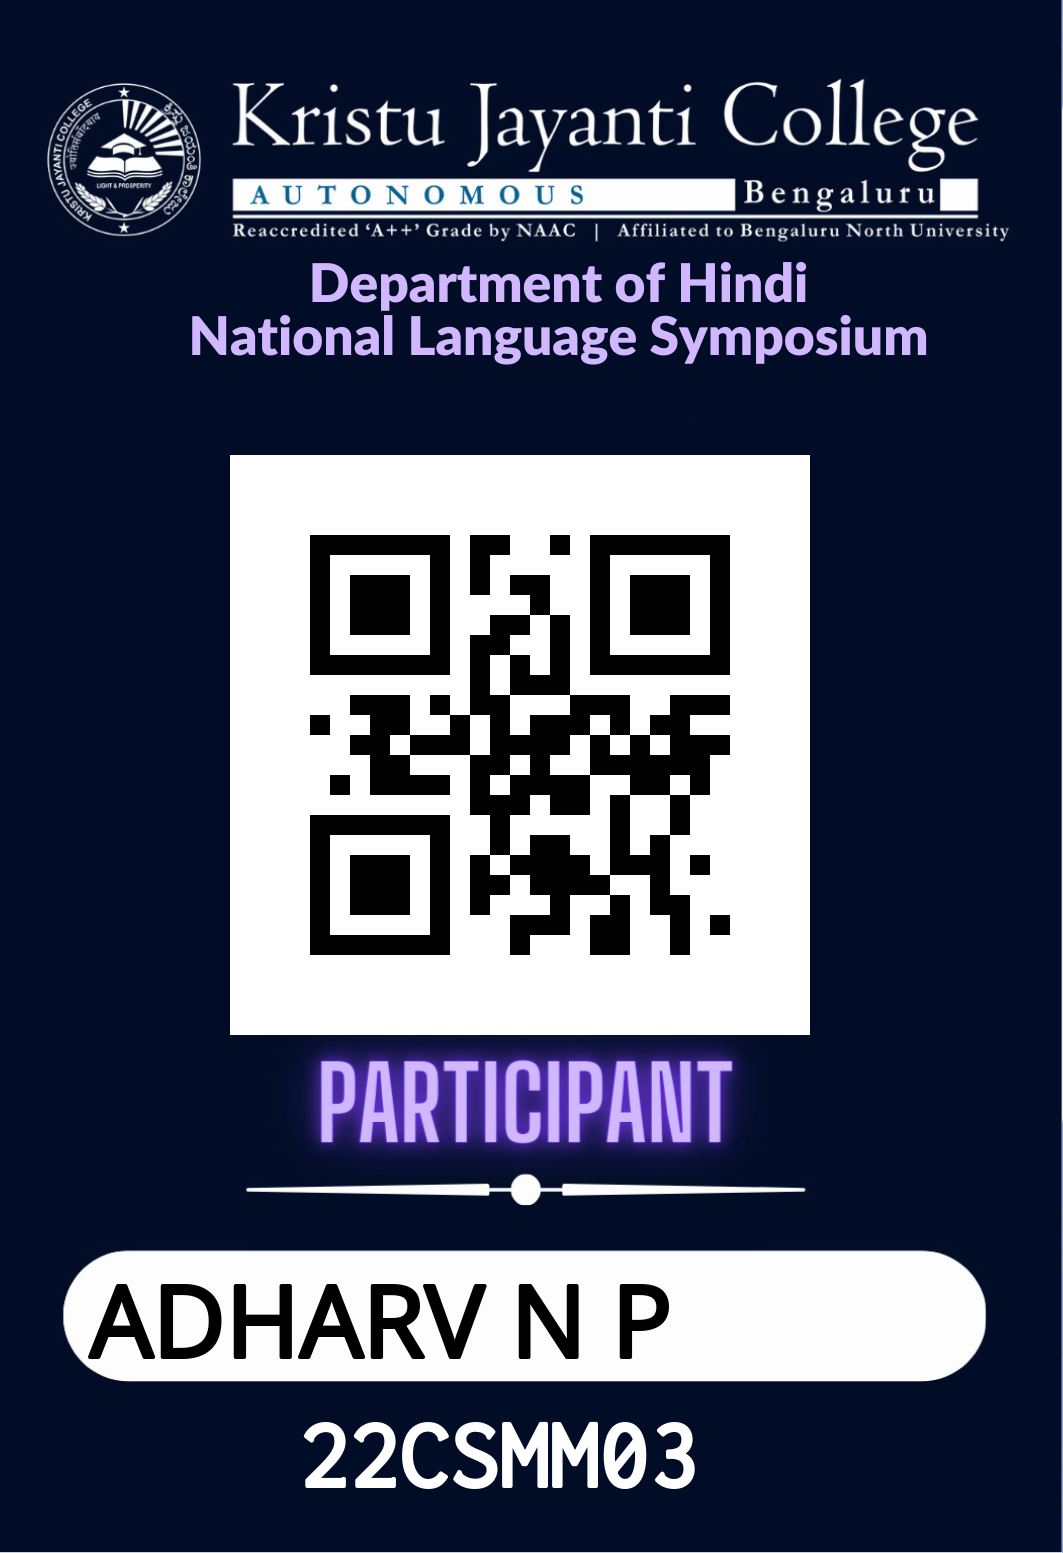 KRISTU JAYANTI COLLEGE
LIGHT & PROSPERITY
Kristu Jayanti College
AUTONOMOUS Bengaluru
Reaccredited ‘A++’ Grade by NAAC | Affiliated to Bengaluru North University
Department of Hindi
National Language Symposium
PARTICIPANT
ADHARV N P
22CSMM03